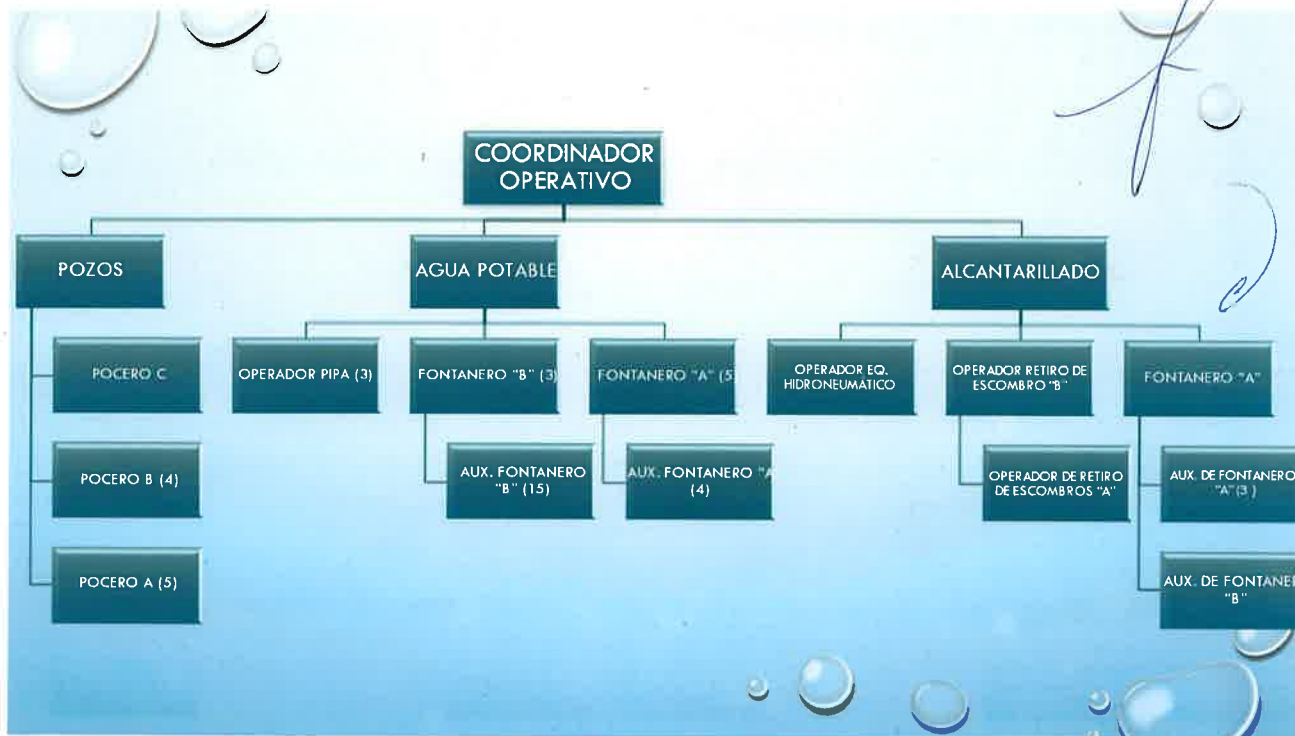 COORDINADOR
OPERATIVO
POZOS
AGUA POTABLE
ALCANTARILLADO
POCERO C
POCERO B (4)
POCERO A (5)
OPERADOR PIPA (3)
FONTANERO "B" (3)
AUX. FONTANERO
"B" (15)
FONTANERO "A" (5
AUX. FONTANERO "A
(4)
OPERADOR EQ.
HIDRONEUMÁTICO
OPERADOR RETIRO DE
ESCOMBRO "B"
OPERADOR DE RETIRO
DE ESCOMBROS "A"
FONTANERO "A"
AUX. DE FONTANERO
"A" (3 )
AUX. DE FONTANER
"B"